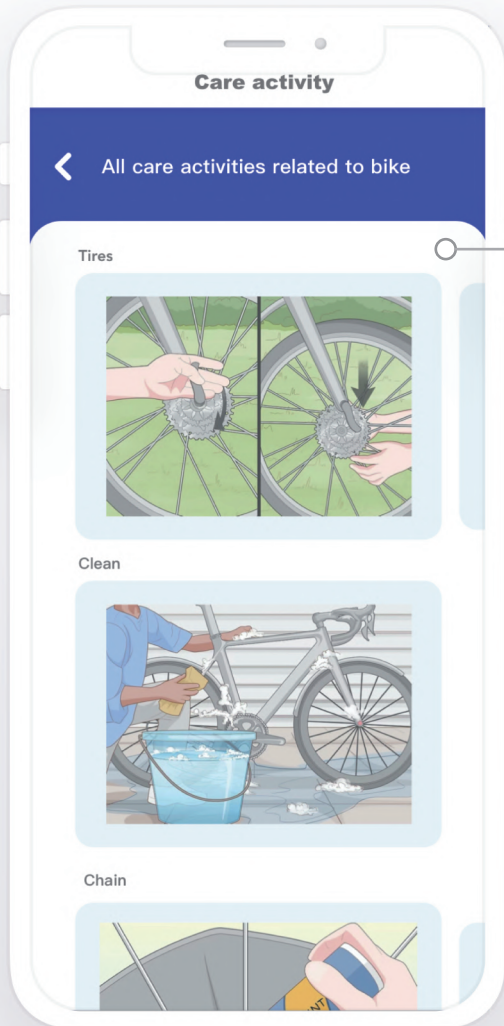 Care activity
All care activities related to bike
Tires
Clean
Chain